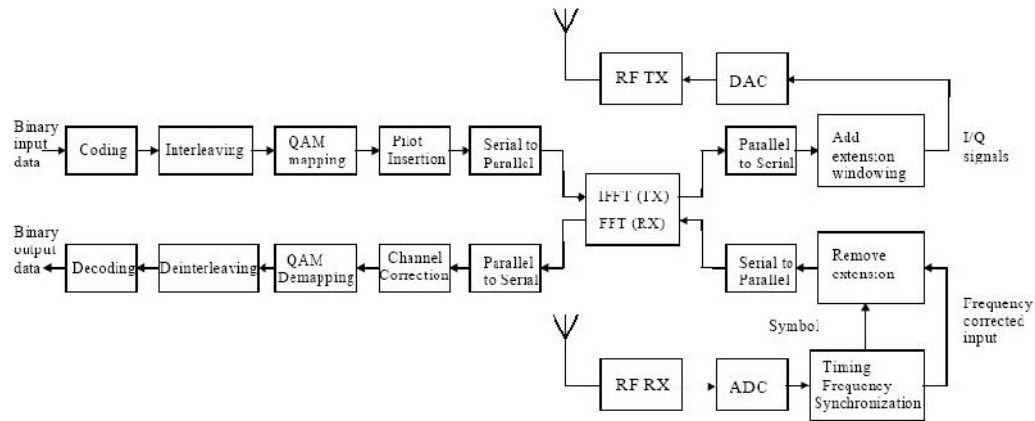 RF TX
DAC
Binary
input
data
Coding
Interleaving
QAM
mapping
Pilot
Insertion
Serial to
Parallel
Parallel
to Serial
Add
extension
windowing
I/Q
signals
IFFT (TX)
FFT (RX)
Binary
output
data
Decoding
Deinterleaving
QAM
Demapping
Channel
Correction
Parallel
to Serial
Serial to
Parallel
Remove
extension
Symbol
Frequency
corrected
input
RF RX
ADC
Timing
Frequency
Synchronization